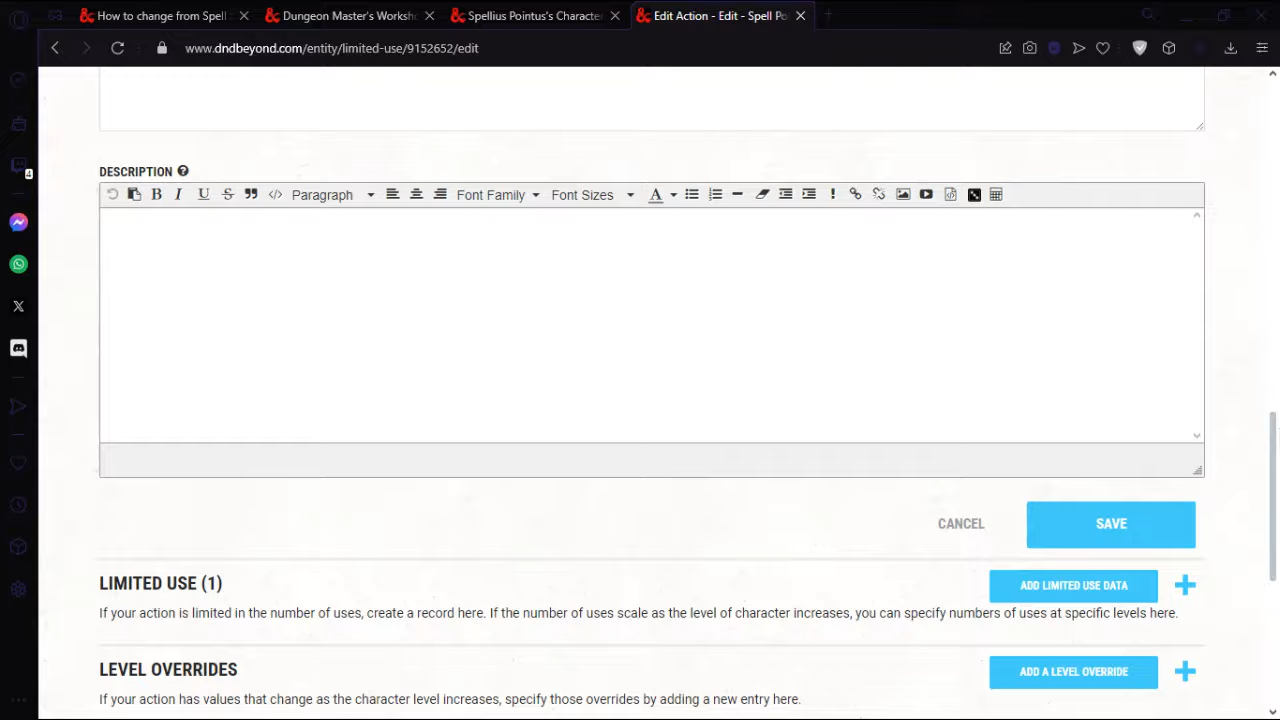 How to change from Spell
Dungeon Master's Worksh
Spellius Pointus's Characte
Edit Action - Edit - Spell Po
www.dndbeyond.com/entity/limited-use/9152652/edit
4
DESCRIPTION
Paragraph
Font Family
Font Sizes
CANCEL
SAVE
LIMITED USE (1)
ADD LIMITED USE DATA
If your action is limited in the number of uses, create a record here. If the number of uses scale as the level of character increases, you can specify numbers of uses at specific levels here.
LEVEL OVERRIDES
ADD A LEVEL OVERRIDE
If your action has values that change as the character level increases, specify those overrides by adding a new entry here.